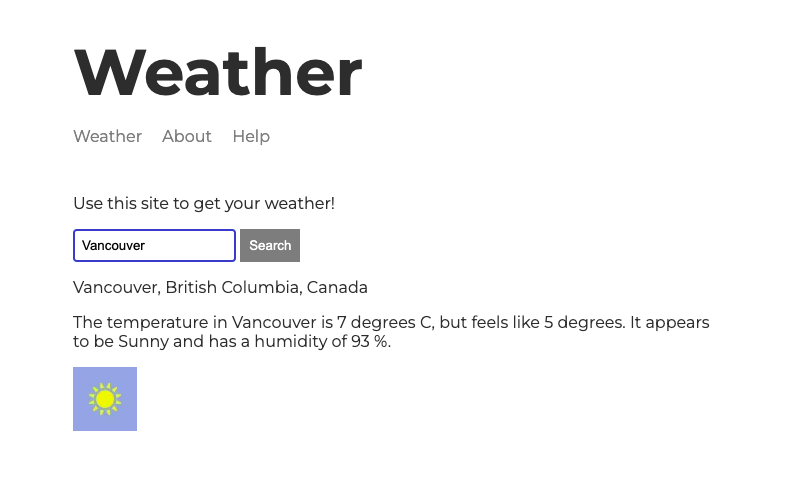 Weather
Weather About Help
Use this site to get your weather!
Vancouver Search
Vancouver, British Columbia, Canada
The temperature in Vancouver is 7 degrees C, but feels like 5 degrees. It appears
to be Sunny and has a humidity of 93 %.